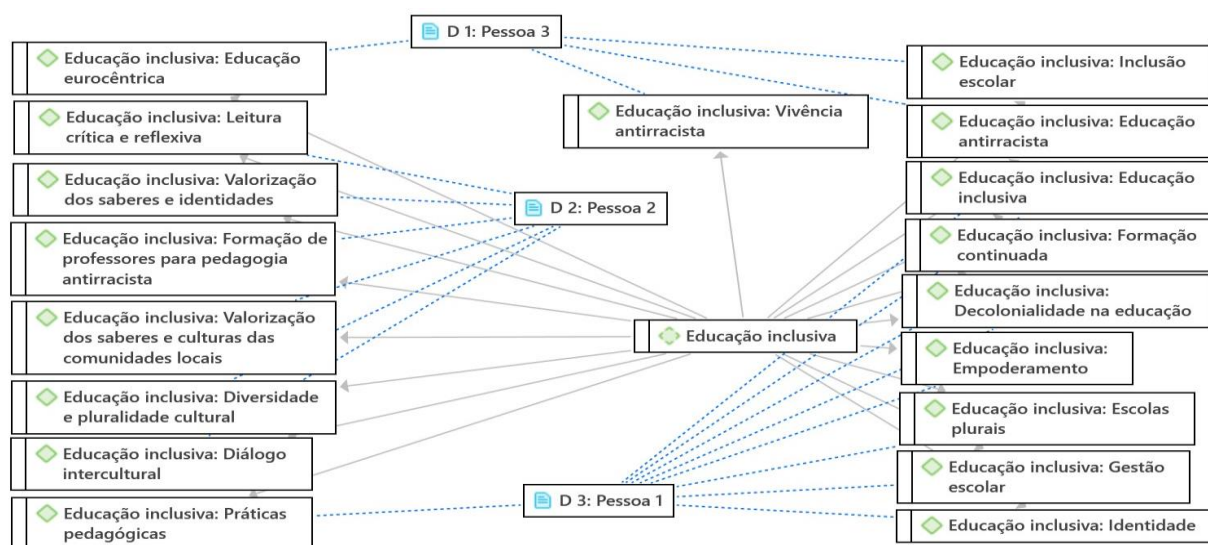 D 1: Pessoa 3
Educação inclusiva: Educação
eurocêntrica
Educação inclusiva: Leitura
crítica e reflexiva
Educação inclusiva: Valorização
dos saberes e identidades
Educação inclusiva: Formação de
professores para pedagogia
antirracista
Educação inclusiva: Valorização
dos saberes e culturas das
comunidades locais
Educação inclusiva: Diversidade
e pluralidade cultural
Educação inclusiva: Diálogo
intercultural
Educação inclusiva: Práticas
pedagógicas
Educação inclusiva: Vivência
antirracista
D 2: Pessoa 2
Educação inclusiva
D 3: Pessoa 1
Educação inclusiva: Inclusão
escolar
Educação inclusiva: Educação
antirracista
Educação inclusiva: Educação
inclusiva
Educação inclusiva: Formação
continuada
Educação inclusiva:
Decolonialidade na educação
Educação inclusiva:
Empoderamento
Educação inclusiva: Escolas
plurais
Educação inclusiva: Gestão
escolar
Educação inclusiva: Identidade